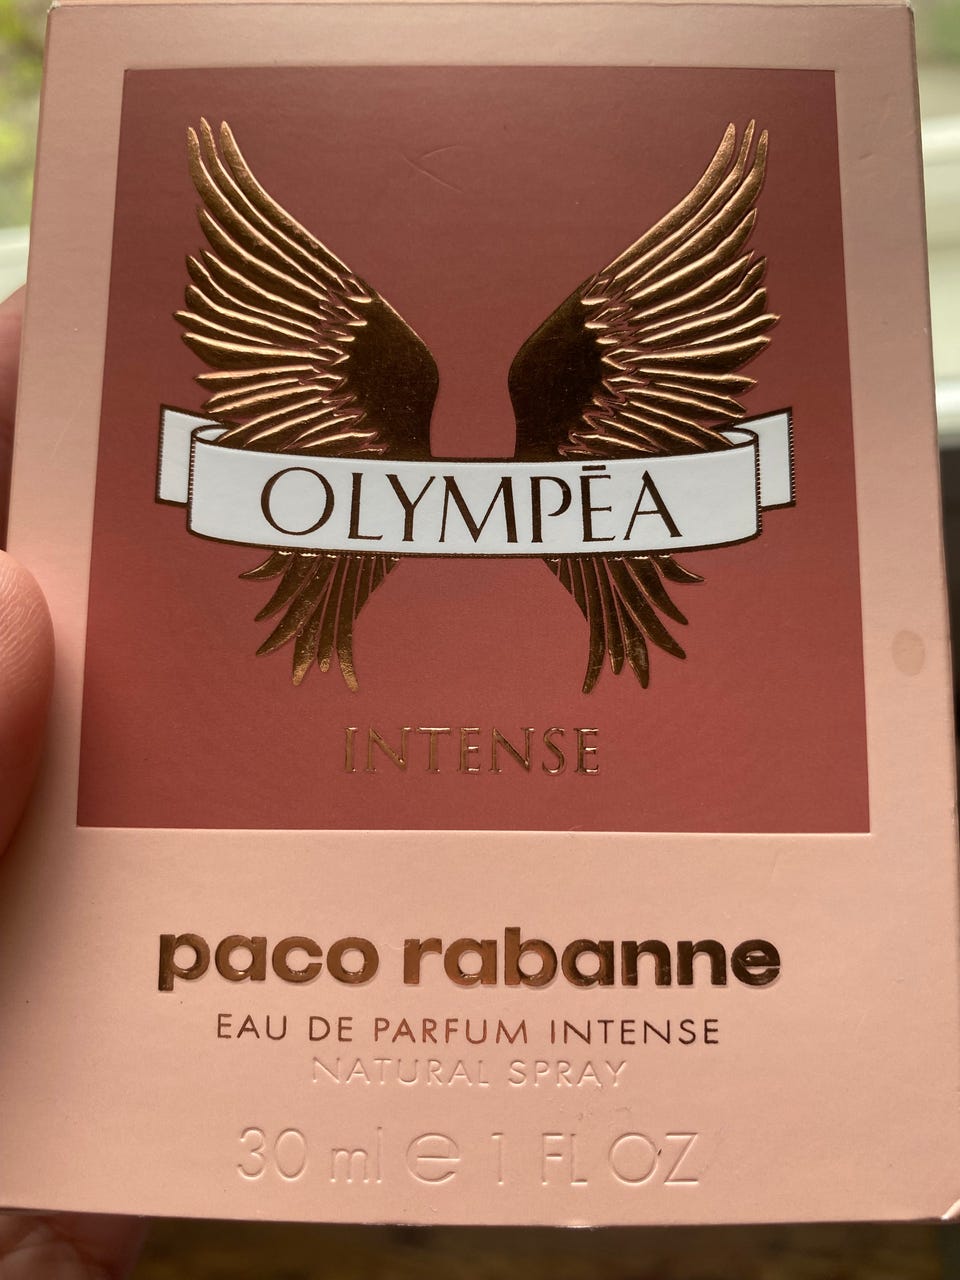 OLYMPĒA
INTENSE
paco rabanne
EAU DE PARFUM INTENSE
NATURAL SPRAY
30 ml ℮ 1 FL OZ